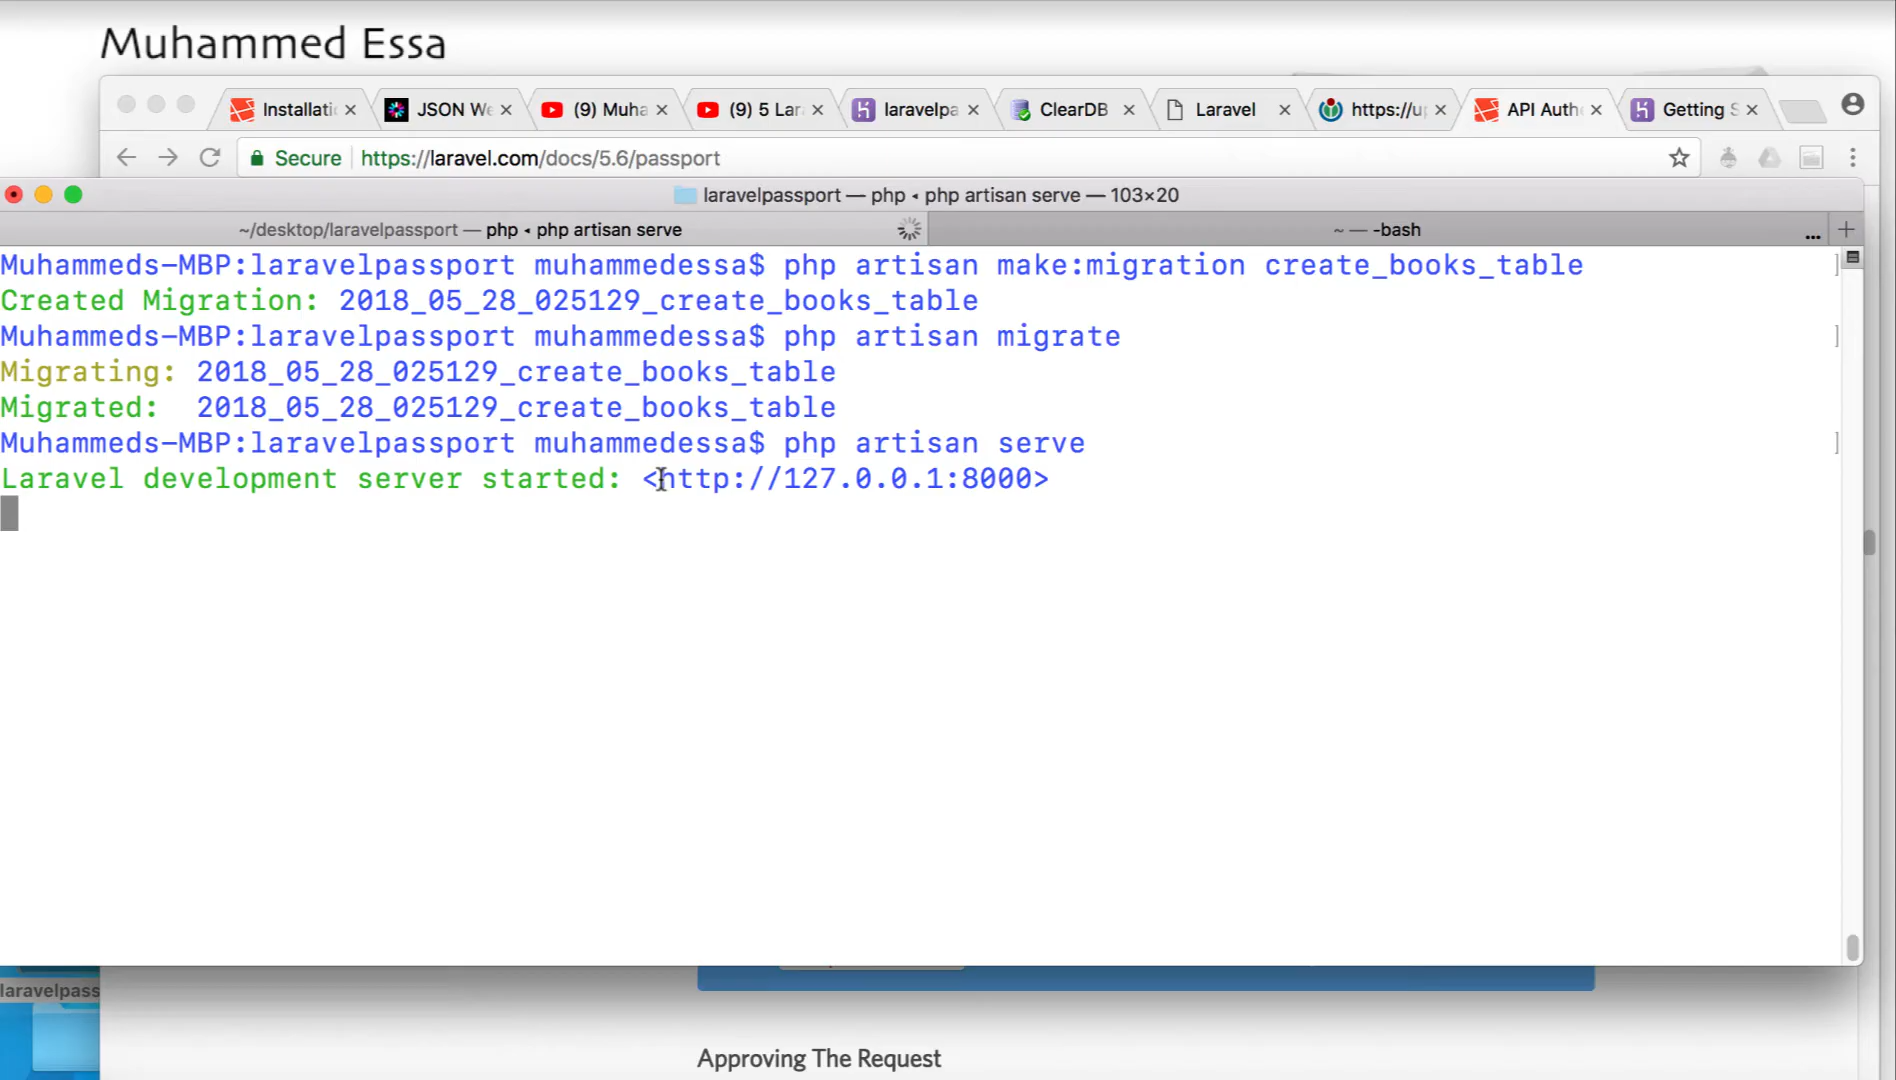 Muhammed Essa
Installati JSON We (9) Muha (9) 5 Lar laravelpa ClearDB Laravel https://up API Auth Getting S
Secure https://laravel.com/docs/5.6/passport
laravelpassport — php ◂ php artisan serve — 103×20
~/desktop/laravelpassport — php ◂ php artisan serve ~ — -bash
Muhammeds-MBP:laravelpassport muhammedessa$ php artisan make:migration create_books_table
Created Migration: 2018_05_28_025129_create_books_table
Muhammeds-MBP:laravelpassport muhammedessa$ php artisan migrate
Migrating: 2018_05_28_025129_create_books_table
Migrated:  2018_05_28_025129_create_books_table
Muhammeds-MBP:laravelpassport muhammedessa$ php artisan serve
Laravel development server started: <http://127.0.0.1:8000>
laravelpass
Approving The Request